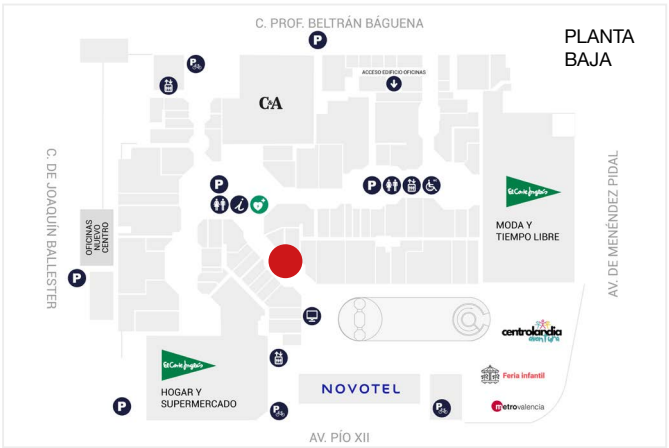 C. PROF. BELTRÁN BÁGUENA
PLANTA
BAJA
P
P
ACCESO EDIFICIO OFICINAS
C&A
C. DE JOAQUÍN BALLESTER
P
P
i
El Corte Inglés
MODA Y
TIEMPO LIBRE
AV. DE MENÉNDEZ PIDAL
OFICINAS
NUEVO
CENTRO
P
centrolandia
aventura
El Corte Inglés
HOGAR Y
SUPERMERCADO
NOVOTEL
Feria infantil
metrovalencia
P
P
P
AV. PÍO XII